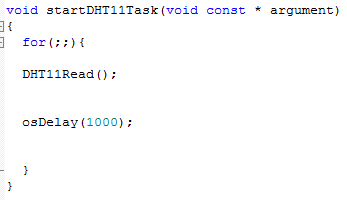 void startDHT11Task(void const * argument)
{
for(;;){
DHT11Read();
osDelay(1000);
}
}